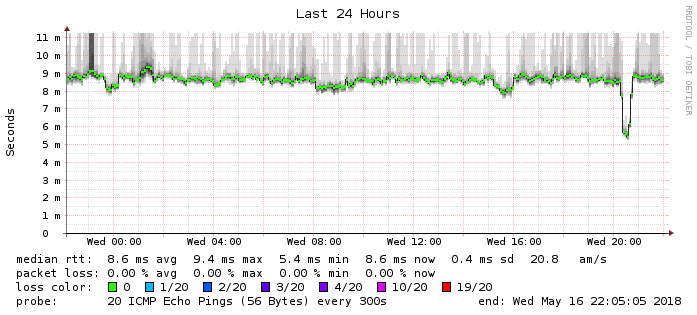 Last 24 Hours
RRDTOOL / TOBI OETIKER
Seconds
11 m
10 m
9 m
8 m
7 m
6 m
5 m
4 m
3 m
2 m
1 m
0
Wed 00:00 Wed 04:00 Wed 08:00 Wed 12:00 Wed 16:00 Wed 20:00
median rtt: 8.6 ms avg 9.4 ms max 5.4 ms min 8.6 ms now 0.4 ms sd 20.8 am/s
packet loss: 0.00 % avg 0.00 % max 0.00 % min 0.00 % now
loss color: 0 1/20 2/20 3/20 4/20 10/20 19/20
probe: 20 ICMP Echo Pings (56 Bytes) every 300s end: Wed May 16 22:05:05 2018